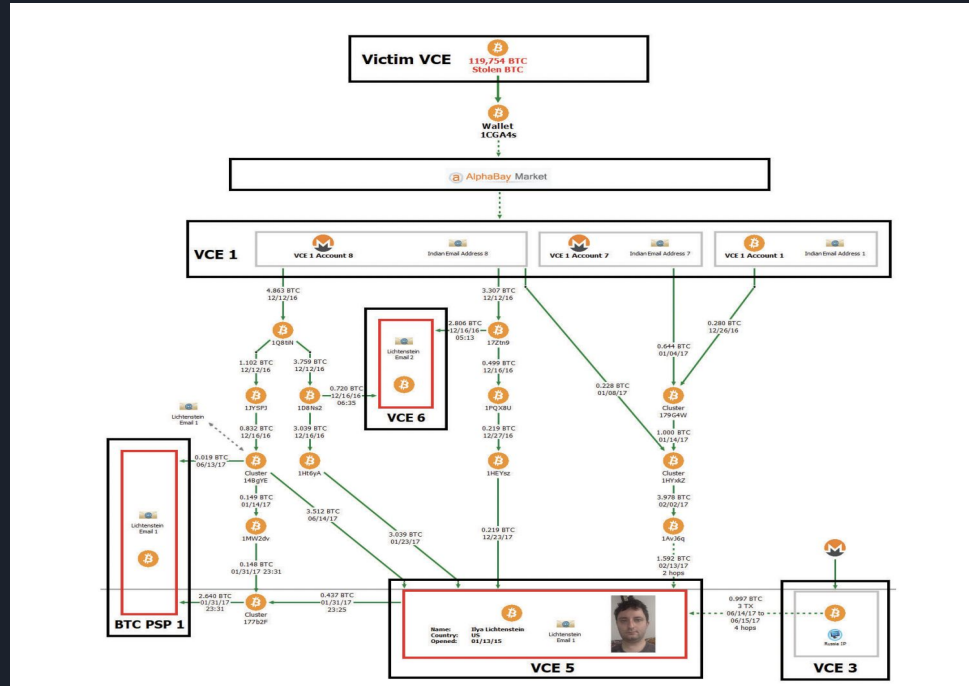 Victim VCE
119,754 BTC
Stolen BTC
Wallet
1CGA4s
AlphaBay Market
VCE 1
VCE 1 Account 8
Indian Email Address 8
VCE 1 Account 7
Indian Email Address 7
VCE 1 Account 1
Indian Email Address 1
4.863 BTC
12/12/16
3.307 BTC
12/12/16
1Q8tiN
2.806 BTC
12/16/16
05:13
17Ztn9
0.280 BTC
12/26/16
0.644 BTC
01/04/17
1.102 BTC
12/12/16
3.759 BTC
12/12/16
Lichtenstein
Email 2
VCE 6
0.499 BTC
12/16/16
0.228 BTC
01/08/17
0.720 BTC
12/16/16
06:35
1JYSPJ
1D8Ns2
1PQX8U
Cluster
179G4W
Lichtenstein
Email 1
0.832 BTC
12/16/16
3.039 BTC
12/16/16
0.219 BTC
12/27/16
1.000 BTC
01/14/17
0.019 BTC
06/13/17
Cluster
14BgYE
1Ht6yA
1HEYsz
Cluster
1HYxkZ
0.149 BTC
01/14/17
3.512 BTC
06/14/17
3.978 BTC
02/02/17
Lichtenstein
Email 1
1MW2dv
3.039 BTC
01/23/17
0.219 BTC
12/23/17
1AvJ6q
0.148 BTC
01/31/17 23:31
1.592 BTC
02/13/17
2 hops
2.640 BTC
01/31/17
23:31
Cluster
177b2F
0.437 BTC
01/31/17
23:25
BTC PSP 1
Name: Ilya Lichtenstein
Country: US
Opened: 01/13/15
Lichtenstein
Email 1
VCE 5
0.997 BTC
3 TX
06/14/17 to
06/15/17
4 hops
Russia IP
VCE 3